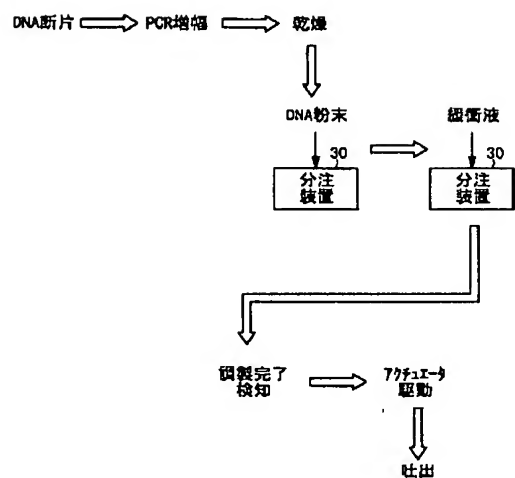 DNA断片
PCR増幅
乾燥
DNA粉末
緩衝液
30
30
分注
装置
分注
装置
調製完了
検知
アクチュエータ
駆動
吐出